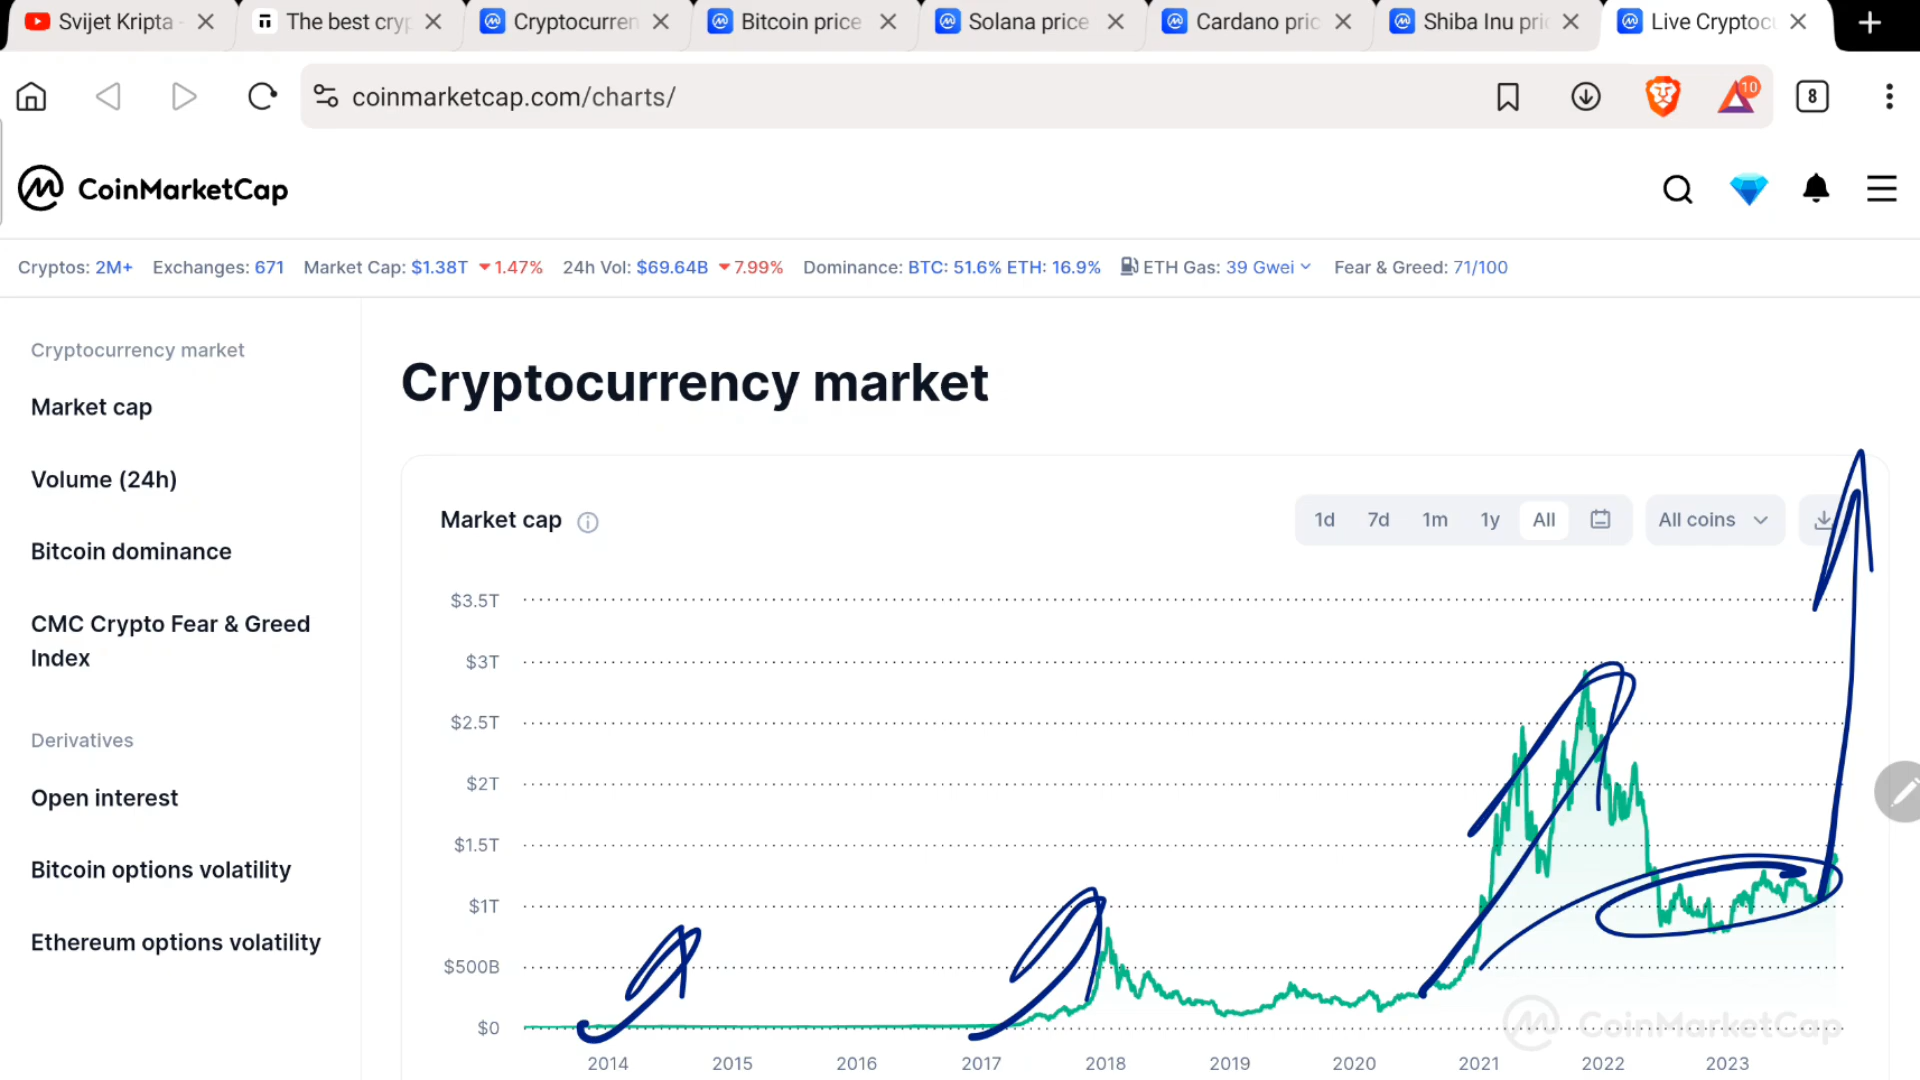 Svijet Kripta
The best cryp
Cryptocurren
Bitcoin price
Solana price
Cardano pric
Shiba Inu pri
Live Cryptocu
coinmarketcap.com/charts/
10
8
CoinMarketCap
Cryptos: 2M+ Exchanges: 671 Market Cap: $1.38T 1.47% 24h Vol: $69.64B 7.99% Dominance: BTC: 51.6% ETH: 16.9% ETH Gas: 39 Gwei Fear & Greed: 71/100
Cryptocurrency market
Market cap
Volume (24h)
Bitcoin dominance
CMC Crypto Fear & Greed
Index
Derivatives
Open interest
Bitcoin options volatility
Ethereum options volatility
Cryptocurrency market
Market cap
1d 7d 1m 1y All
All coins
$3.5T
$3T
$2.5T
$2T
$1.5T
$1T
$500B
$0
CoinMarketCap
2014 2015 2016 2017 2018 2019 2020 2021 2022 2023